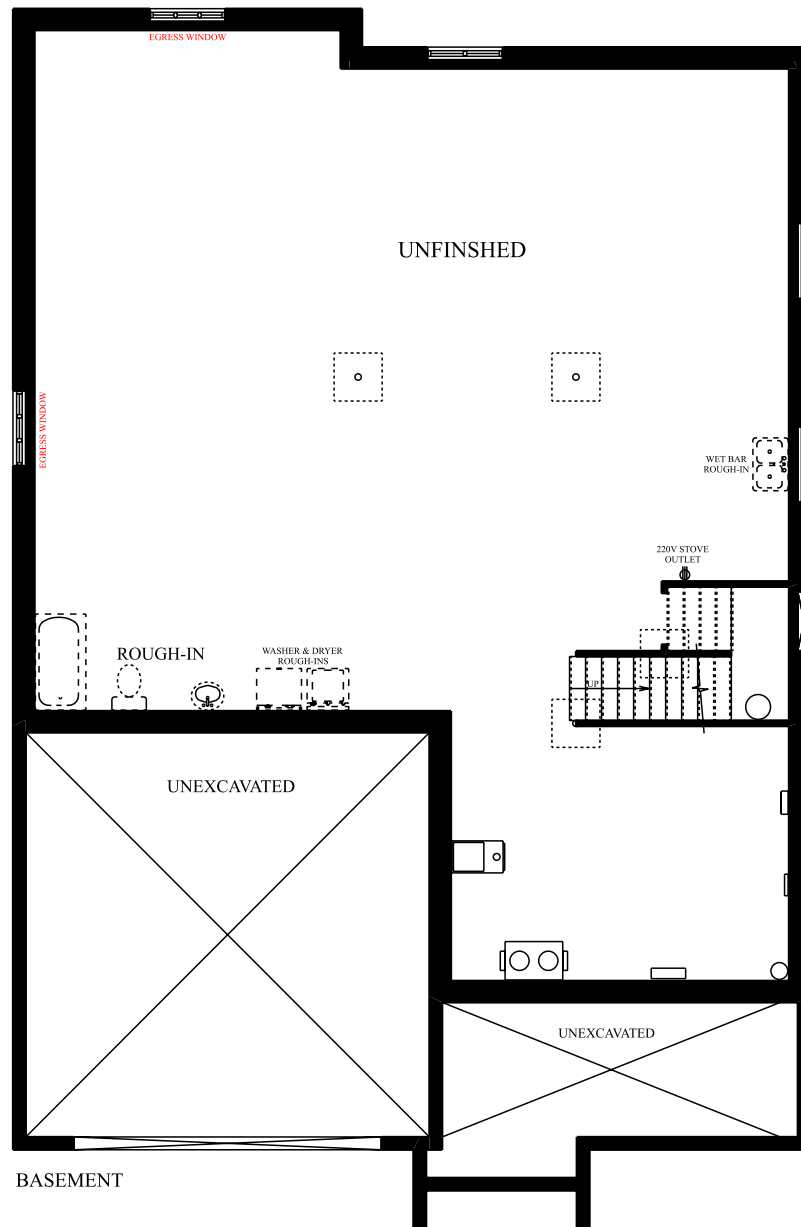 EGRESS WINDOW
UNFINSHED
EGRESS WINDOW
WET BAR
ROUGH-IN
220V STOVE
OUTLET
ROUGH-IN
WASHER & DRYER
ROUGH-INS
UP
UNEXCAVATED
UNEXCAVATED
BASEMENT